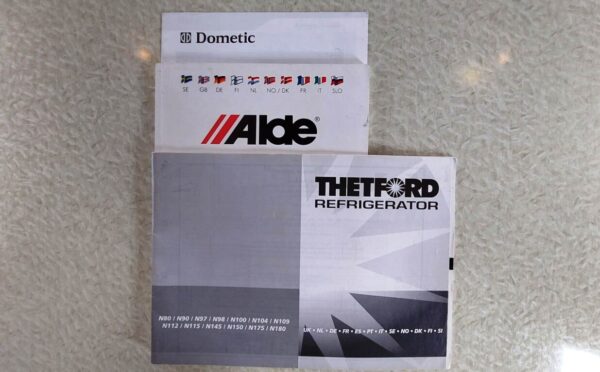 Dometic
SE GB DE FI NL NO / DK FR IT SLO
Alde®
THETFORD
REFRIGERATOR
N80 / N90 / N97 / N98 / N100 / N104 / N109
N112 / N115 / N145 / N150 / N175 / N180
UK • NL • DE • FR • ES • PT • IT • SE • NO • DK • FI • SI